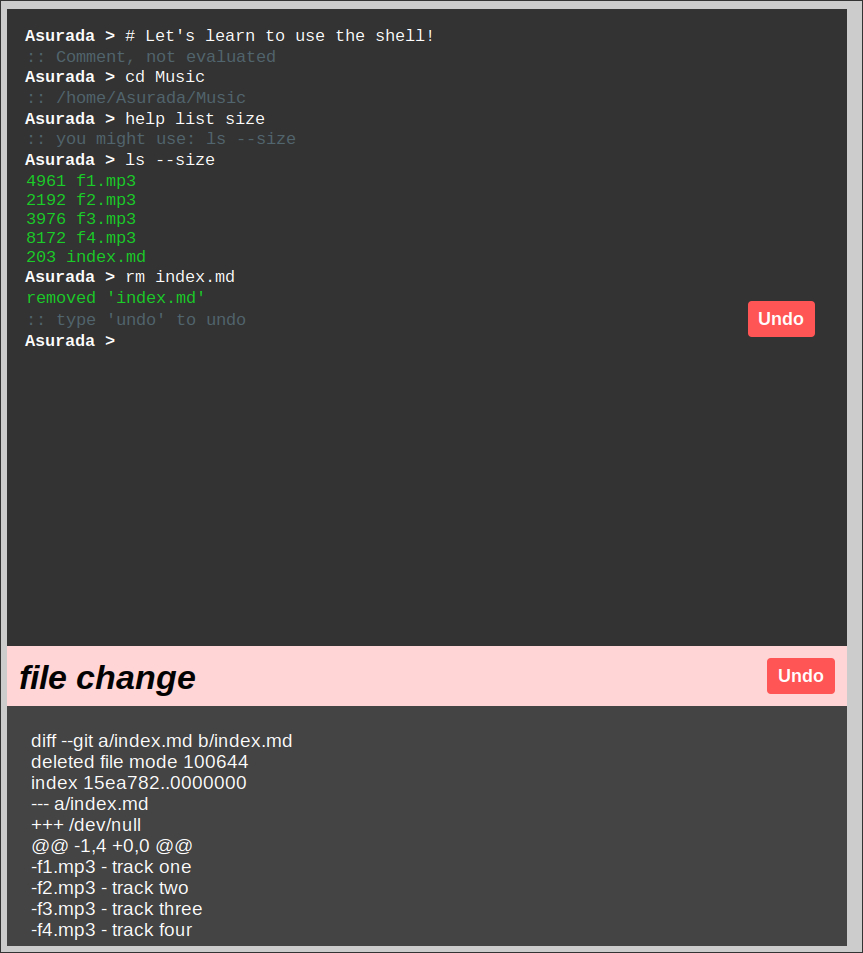 Asurada > # Let's learn to use the shell!
:: Comment, not evaluated
Asurada > cd Music
:: /home/Asurada/Music
Asurada > help list size
:: you might use: ls --size
Asurada > ls --size
4961 f1.mp3
2192 f2.mp3
3976 f3.mp3
8172 f4.mp3
203 index.md
Asurada > rm index.md
removed 'index.md'
:: type 'undo' to undo
Undo
Asurada >
file change
Undo
diff --git a/index.md b/index.md
deleted file mode 100644
index 15ea782..0000000
--- a/index.md
+++ /dev/null
@@ -1,4 +0,0 @@
-f1.mp3 - track one
-f2.mp3 - track two
-f3.mp3 - track three
-f4.mp3 - track four